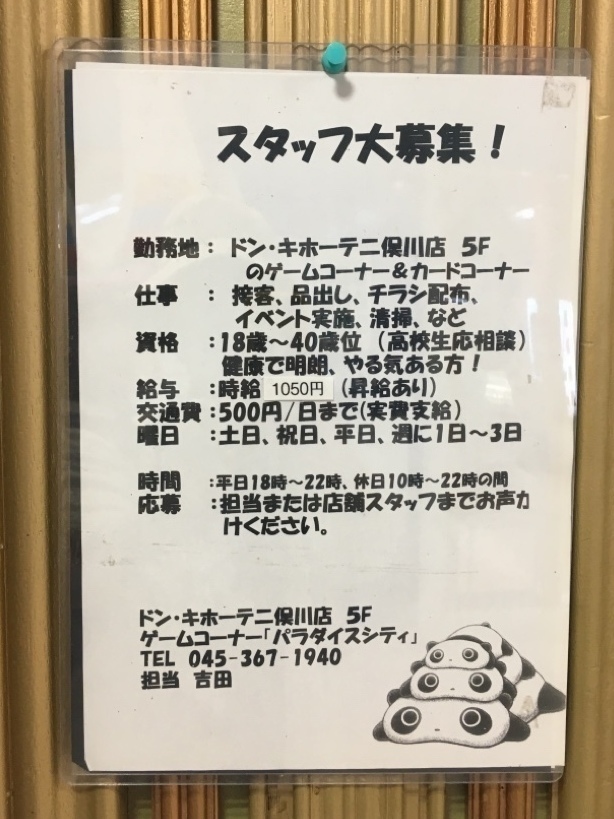 スタッフ大募集！
勤務地： ドン・キホーテ二俣川店 5F
のゲームコーナー＆カードコーナー
仕事 ： 接客、品出し、チラシ配布、
イベント実施、清掃、など
資格 ：18歳～40歳位（高校生応相談）
健康で明朗、やる気ある方！
給与 ：時給 1050円 （昇給あり）
交通費：500円/日まで(実費支給）
曜日 ：土日、祝日、平日、週に1日～3日
時間 ：平日18時～22時、休日10時～22時の間
応募 ：担当または店舗スタッフまでお声か
けください。
ドン・キホーテ二俣川店 5F
ゲームコーナー「パラダイスシティ」
TEL 045-367-1940
担当 吉田